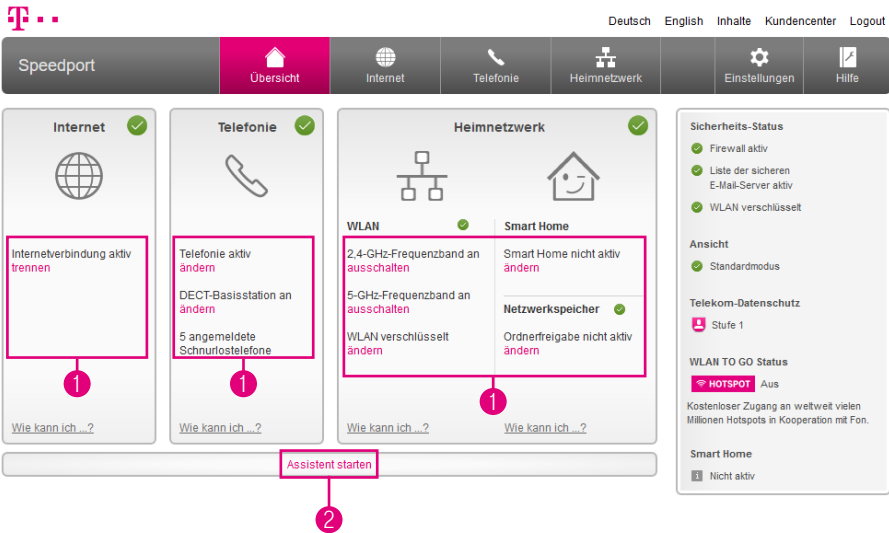 T
Deutsch English Inhalte Kundencenter Logout
Speedport
Übersicht
Internet
Telefonie
Heimnetzwerk
Einstellungen
Hilfe
Internet
Internetverbindung aktiv
trennen
1
Wie kann ich ...?
Telefonie
Telefonie aktiv
ändern
DECT-Basisstation an
ändern
5 angemeldete
Schnurlostelefone
1
Wie kann ich ...?
Heimnetzwerk
WLAN
2,4-GHz-Frequenzband an
ausschalten
5-GHz-Frequenzband an
ausschalten
WLAN verschlüsselt
ändern
Wie kann ich ...?
Smart Home
Smart Home nicht aktiv
ändern
Netzwerkspeicher
Ordnerfreigabe nicht aktiv
ändern
1
Wie kann ich ...?
Assistent starten
2
Sicherheits-Status
Firewall aktiv
Liste der sicheren
E-Mail-Server aktiv
WLAN verschlüsselt
Ansicht
Standardmodus
Telekom-Datenschutz
Stufe 1
WLAN TO GO Status
HOTSPOT Aus
Kostenloser Zugang an weltweit vielen
Millionen Hotspots in Kooperation mit Fon.
Smart Home
i Nicht aktiv